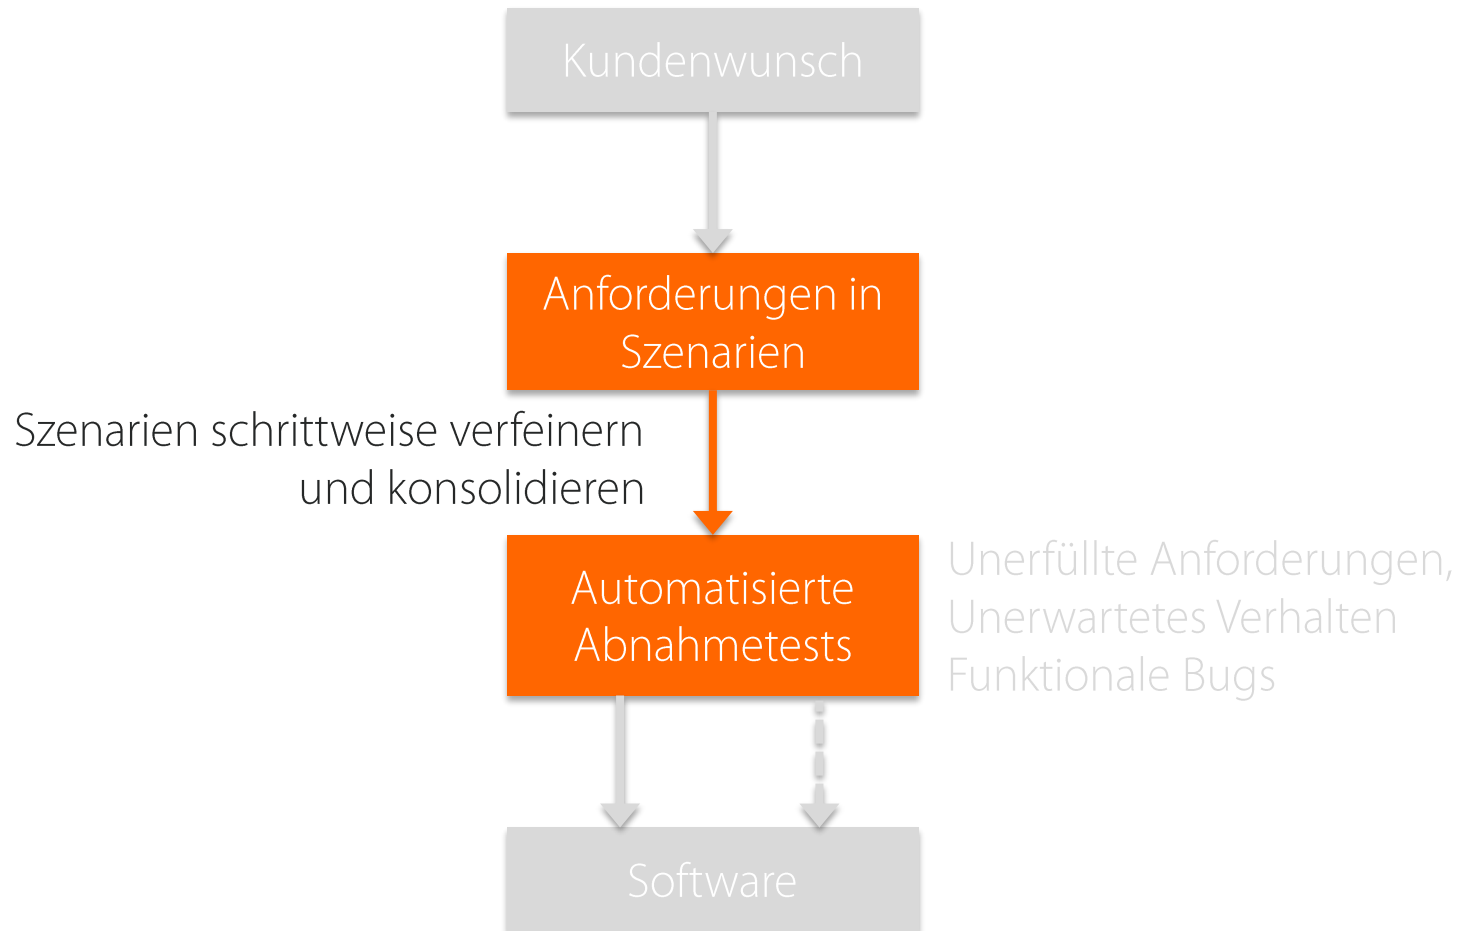 Kundenwunsch
Anforderungen in
Szenarien
Szenarien schrittweise verfeinern
und konsolidieren
Automatisierte
Abnahmetests
Unerfüllte Anforderungen,
Unerwartetes Verhalten
Funktionale Bugs
Software